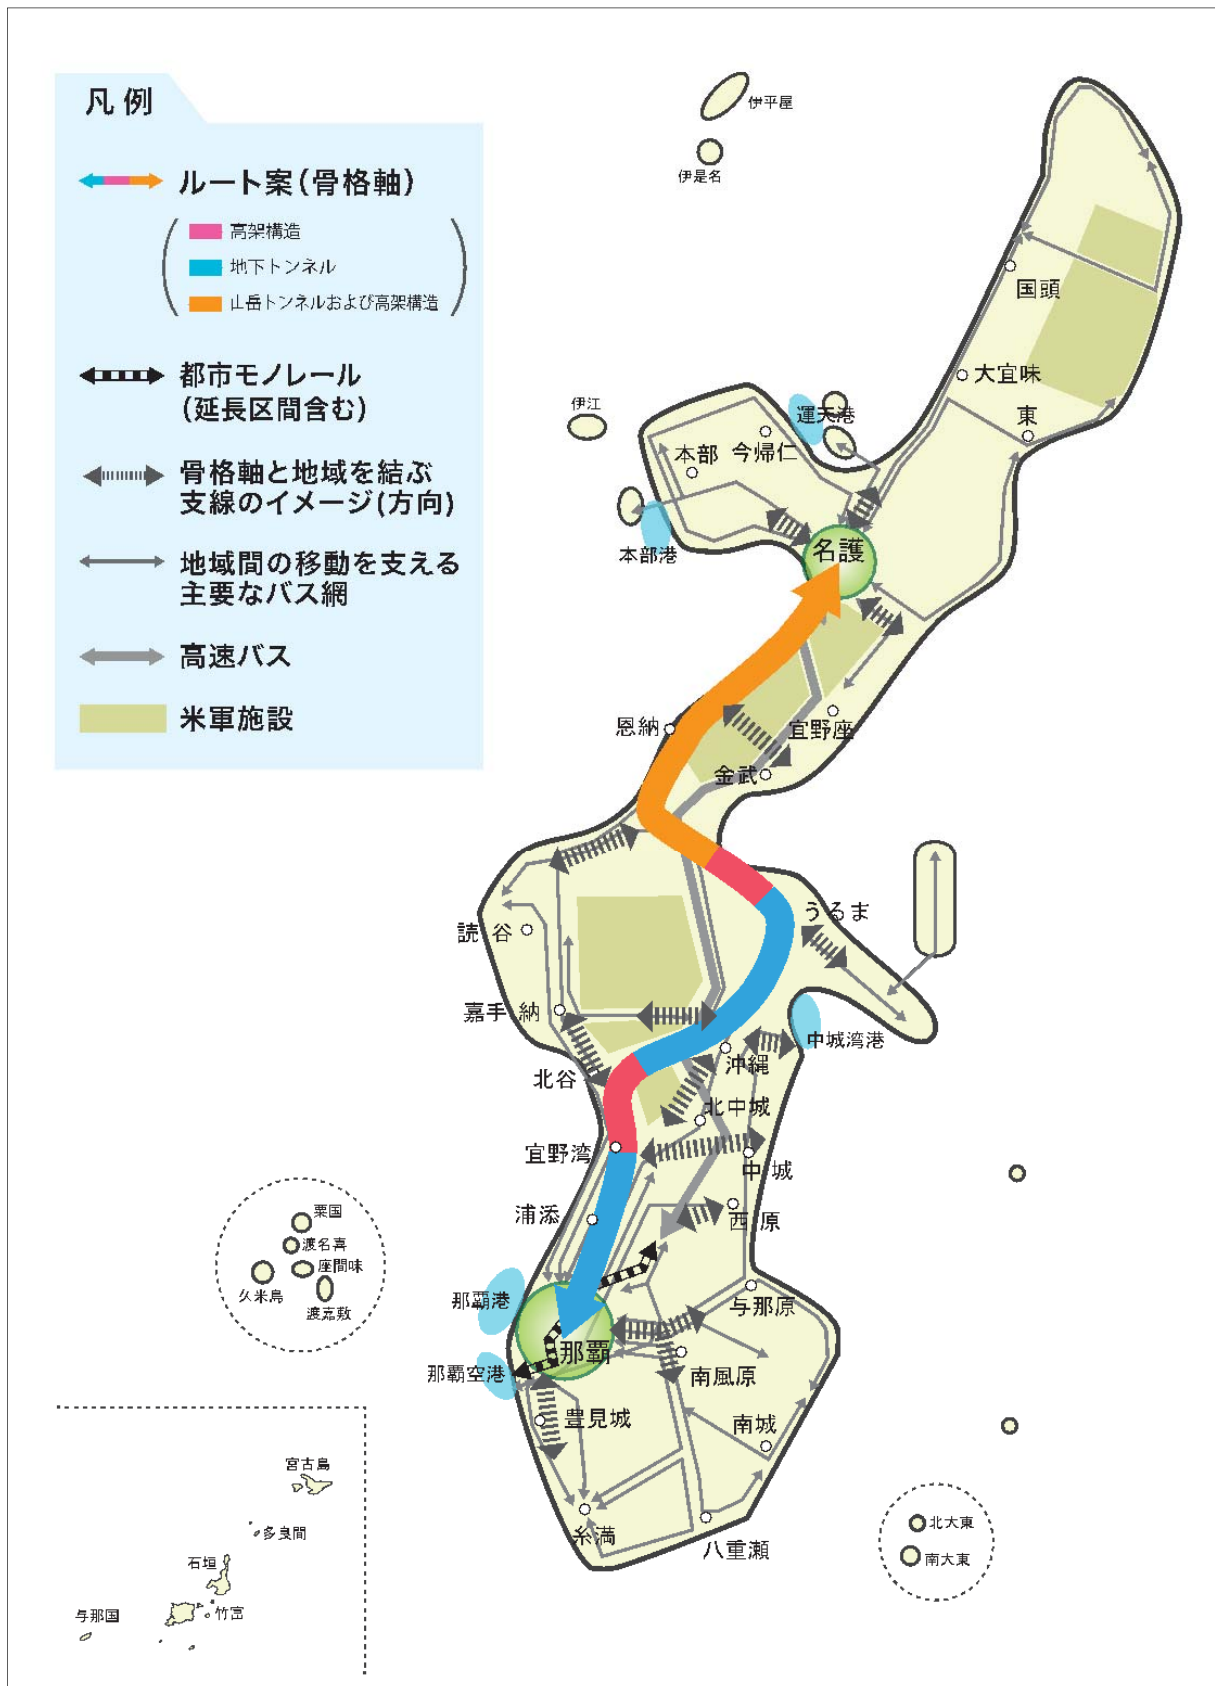 凡例
ルート案(骨格軸)
高架構造
地下トンネル
山岳トンネルおよび高架構造
都市モノレール
(延長区間含む)
骨格軸と地域を結ぶ
支線のイメージ(方向)
地域間の移動を支える
主要なバス網
高速バス
米軍施設
伊平屋
伊是名
国頭
大宜味
東
伊江
運天港
今帰仁
本部
本部港
名護
恩納
宜野座
金武
うるま
読谷
嘉手納
中城湾港
沖縄
北谷
北中城
宜野湾
中城
浦添
西原
粟国
渡名喜
座間味
久米島
渡嘉敷
那覇港
与那原
那覇
那覇空港
南風原
豊見城
南城
糸満
八重瀬
宮古島
多良間
石垣
竹富
与那国
北大東
南大東